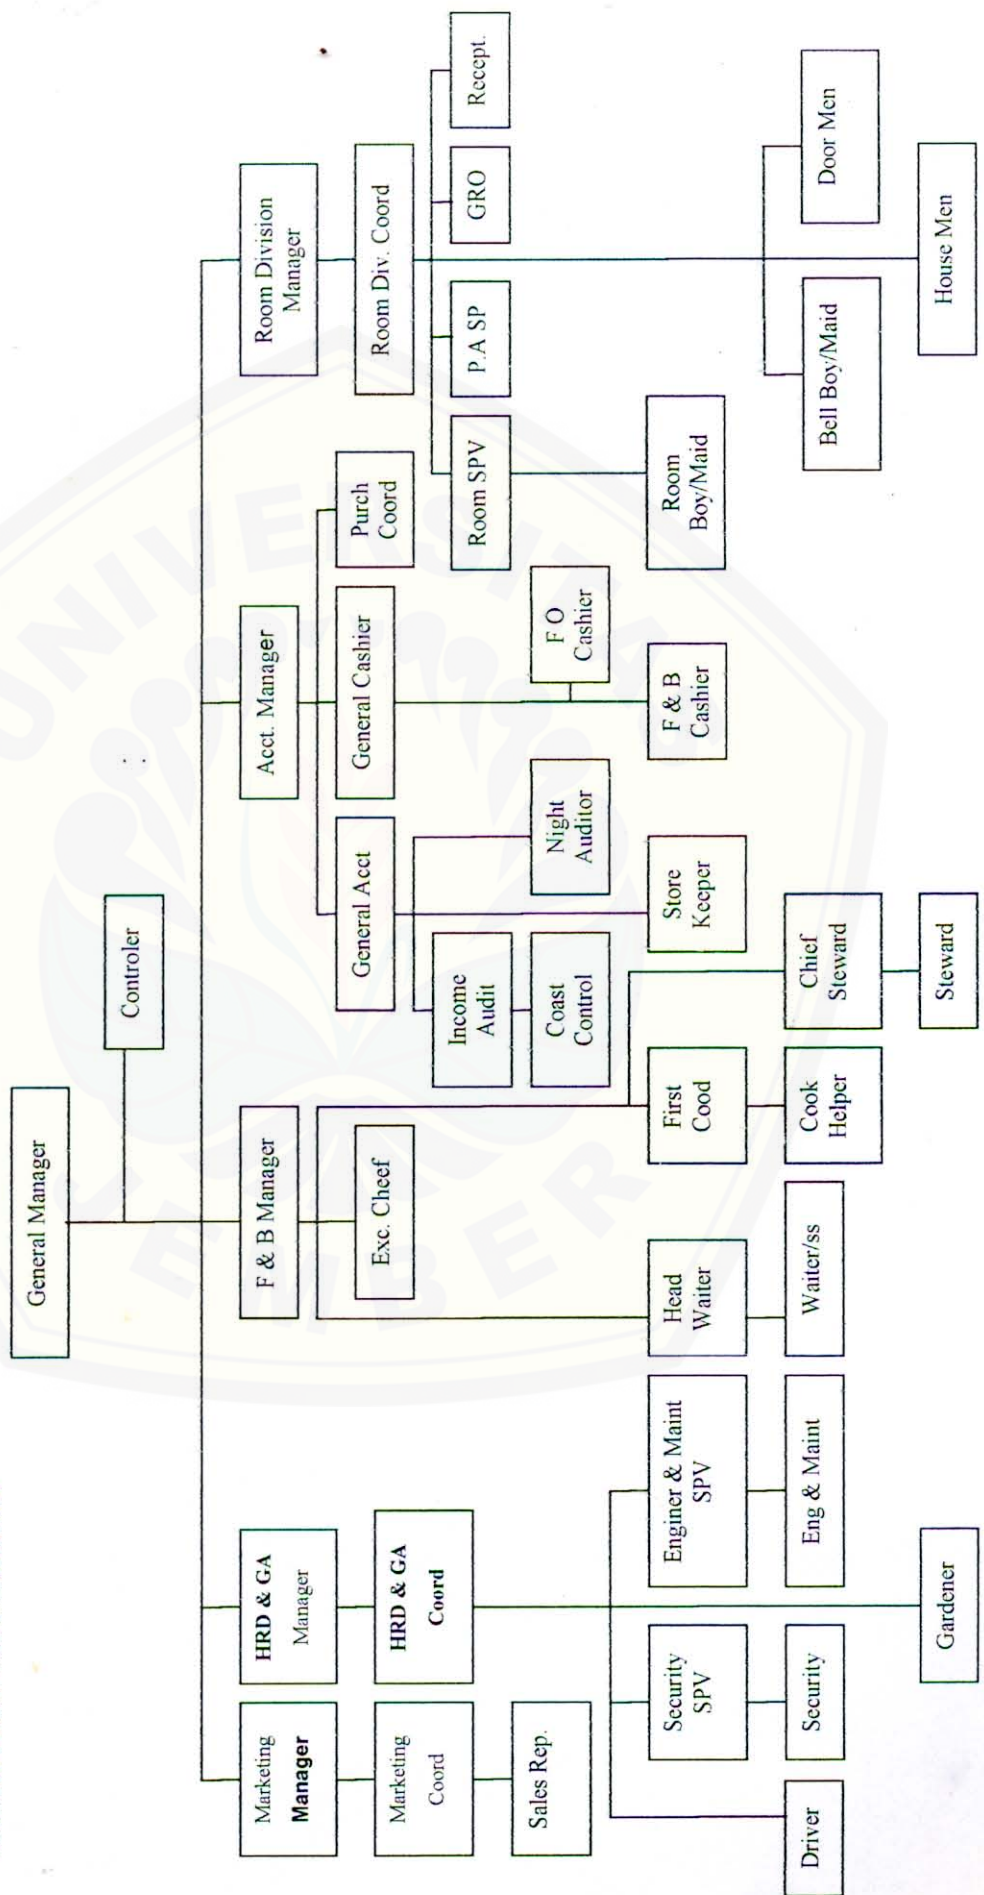 General Manager
Controler
Marketing
Manager
HRD & GA
Manager
F & B Manager
Acct. Manager
Room Division
Manager
Marketing
Coord
HRD & GA
Coord
Exc. Cheef
General Acct
General Cashier
Purch
Coord
Room Div. Coord
Sales Rep.
Income
Audit
Coast
Control
Night
Auditor
F O
Cashier
Room SPV
P.A SP
GRO
Recept.
Security
SPV
Enginer & Maint
SPV
Head
Waiter
First
Cood
Store
Keeper
F & B
Cashier
Room
Boy/Maid
Driver
Security
Eng & Maint
Waiter/ss
Cook
Helper
Chief
Steward
Bell Boy/Maid
Door Men
Gardener
Steward
House Men
UNIVERSITAS
JEMBER